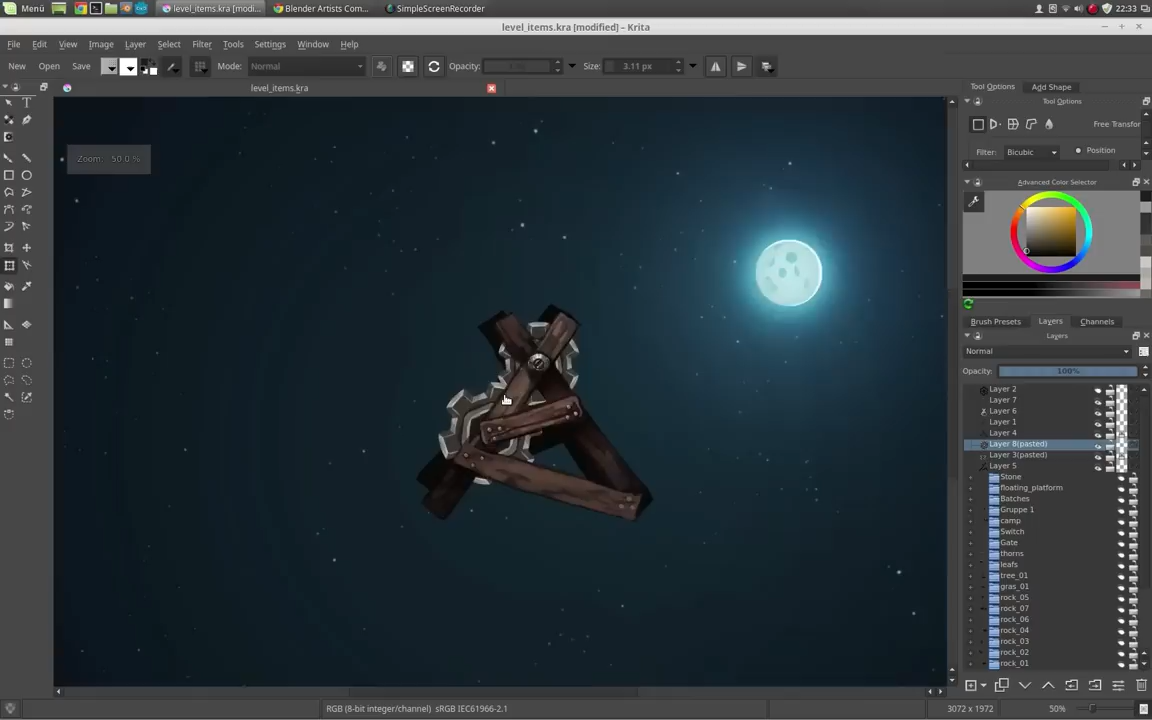 Menü
level_items.kra [modi...
Blender Artists Com...
SimpleScreenRecorder
22:33
level_items.kra [modified] – Krita
File Edit View Image Layer Select Filter Tools Settings Window Help
New Open Save Mode: Normal Opacity: Size: 3.11 px
level_items.kra
Tool Options Add Shape
Tool Options
Free Transfor
Filter: Bicubic Position
Zoom: 50.0 %
Advanced Color Selector
Brush Presets Layers Channels
Layers
Normal
Opacity: 100%
Layer 2
Layer 7
Layer 6
Layer 1
Layer 4
Layer 8(pasted)
Layer 3(pasted)
Layer 5
Stone
floating_platform
Batches
Gruppe 1
camp
Switch
Gate
thorns
leafs
tree_01
gras_01
rock_05
rock_07
rock_06
rock_04
rock_03
rock_02
rock_01
RGB (8-bit integer/channel) sRGB IEC61966-2.1
3072 x 1972
50%